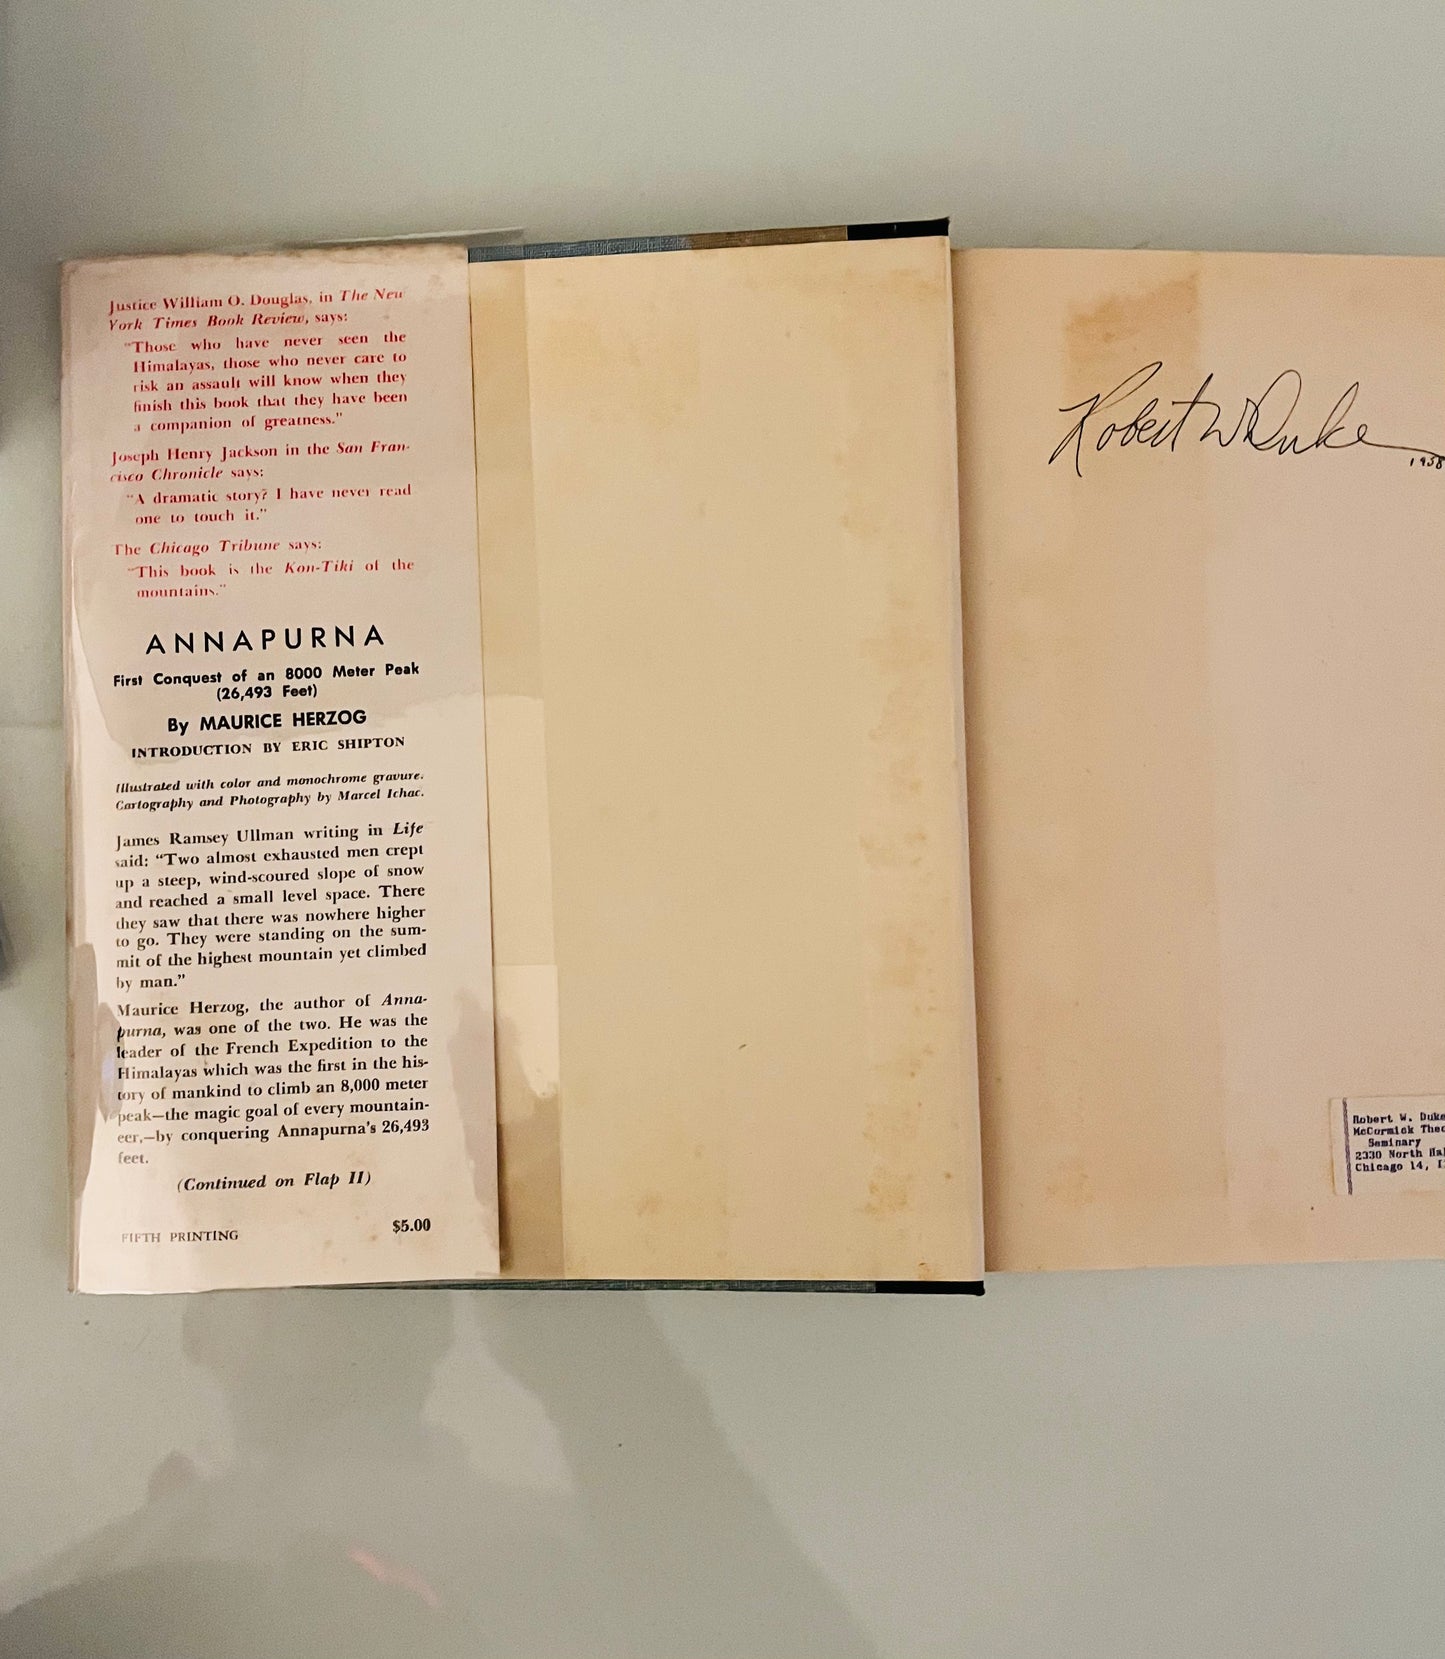 Justice William O. Douglas, in The New
York Times Book Review, says:
"Those who have never seen the
Himalayas, those who never care to
risk an assault will know when they
finish this book that they have been
a companion of greatness."
Joseph Henry Jackson in the San Fran-
cisco Chronicle says:
"A dramatic story? I have never read
one to touch it."
The Chicago Tribune says:
"This book is the Kon-Tiki of the
mountains."
ANNAPURNA
First Conquest of an 8000 Meter Peak
(26,493 Feet)
By MAURICE HERZOG
INTRODUCTION BY ERIC SHIPTON
Illustrated with color and monochrome gravure.
Cartography and Photography by Marcel Ichac.
James Ramsey Ullman writing in Life
said: “Two almost exhausted men crept
up a steep, wind-scoured slope of snow
and reached a small level space. There
they saw that there was nowhere higher
to go. They were standing on the sum-
mit of the highest mountain yet climbed
by man.”
Maurice Herzog, the author of Anna-
purna, was one of the two. He was the
leader of the French Expedition to the
Himalayas which was the first in the his-
tory of mankind to climb an 8,000 meter
peak—the magic goal of every mountain-
eer,—by conquering Annapurna's 26,493
feet.
(Continued on Flap II)
FIFTH PRINTING $5.00
Robert W Duke
1958
Robert W. Duke
McCormick Theo
Seminary
2330 North Hal
Chicago 14, I